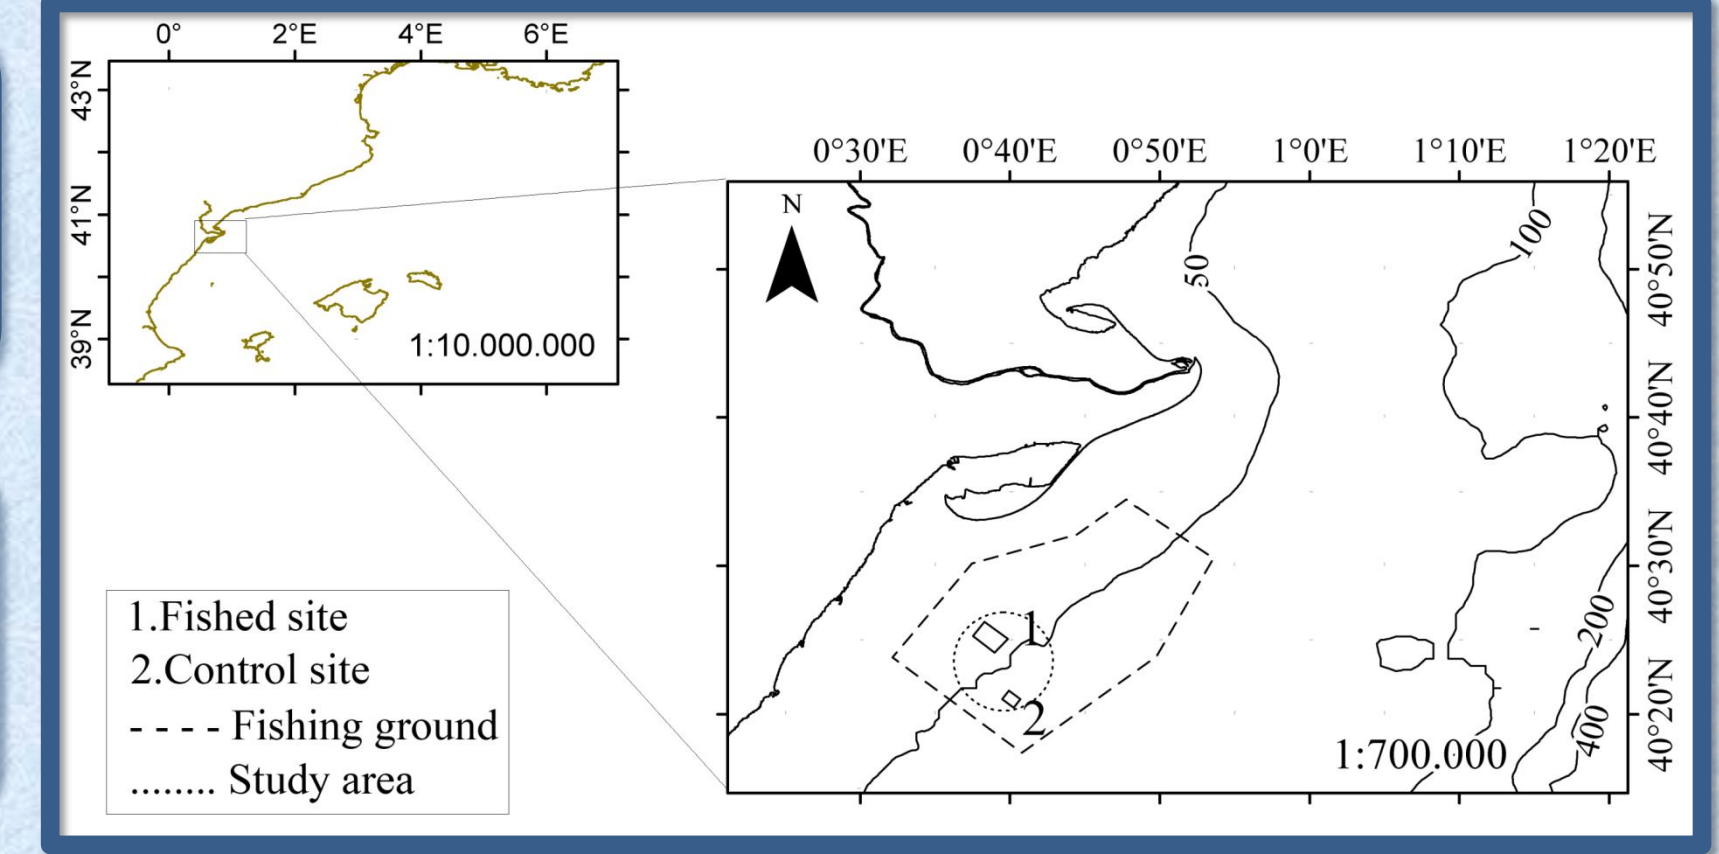 0° 2°E 4°E 6°E
43°N
41°N
39°N
1:10.000.000
0°30'E 0°40'E 0°50'E 1°0'E 1°10'E 1°20'E
N
50
100
40°50'N
40°40'N
40°30'N
40°20'N
1
2
200
400
1:700.000
1.Fished site
2.Control site
- - - - Fishing ground
........ Study area